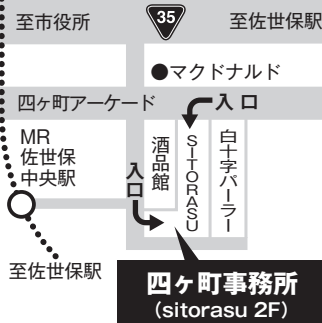 至市役所
35
至佐世保駅
●マクドナルド
四ヶ町アーケード
入口
MR
佐世保
中央駅
入口
酒品館
SITORASU
白十字パーラー
至佐世保駅
四ヶ町事務所
(sitorasu 2F)